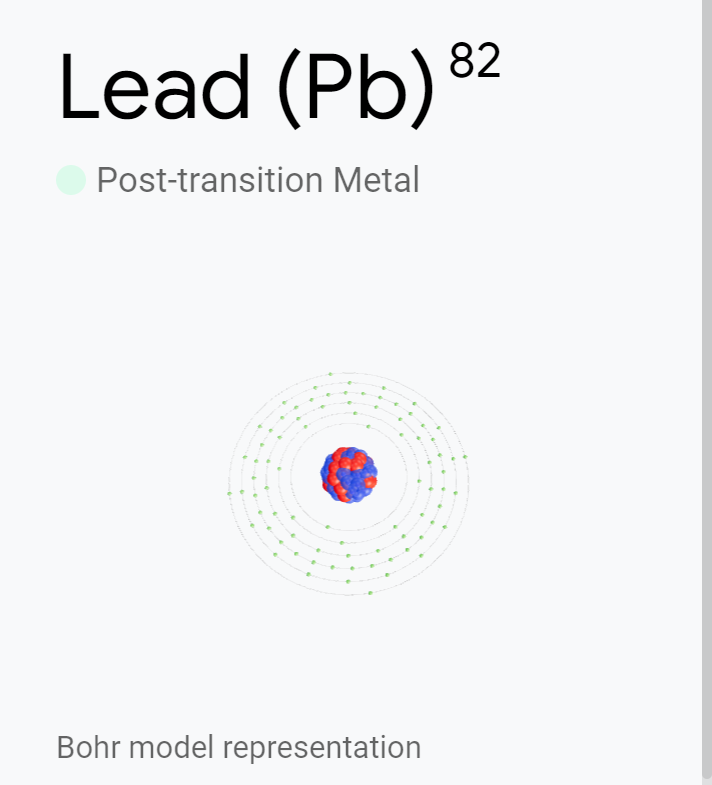 Lead (Pb) 82
Post-transition Metal
Bohr model representation